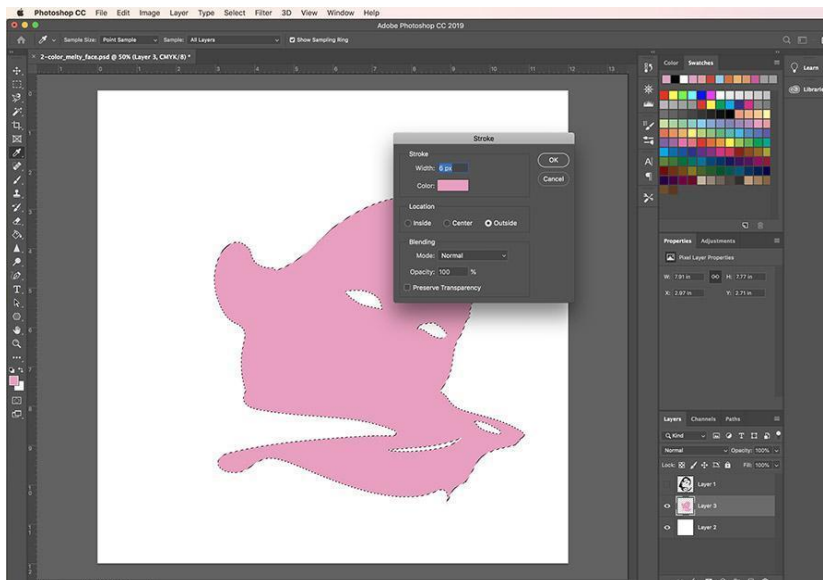 Photoshop CC File Edit Image Layer Type Select Filter 3D View Window Help
Adobe Photoshop CC 2019
Sample Size: Point Sample Sample: All Layers Show Sampling Ring
2-color_melty_face.psd @ 50% (Layer 3, CMYK/8) *
Stroke
Stroke
Width: 6 px
Color:
OK
Cancel
Location
Inside Center Outside
Blending
Mode: Normal
Opacity: 100 %
Preserve Transparency
Color Swatches
Learn
Libraries
Properties Adjustments
Pixel Layer Properties
W: 7.91 in H: 7.77 in
X: 2.97 in Y: 2.71 in
Layers Channels Paths
Kind
Normal Opacity: 100%
Lock: Fill: 100%
Layer 1
Layer 3
Layer 2